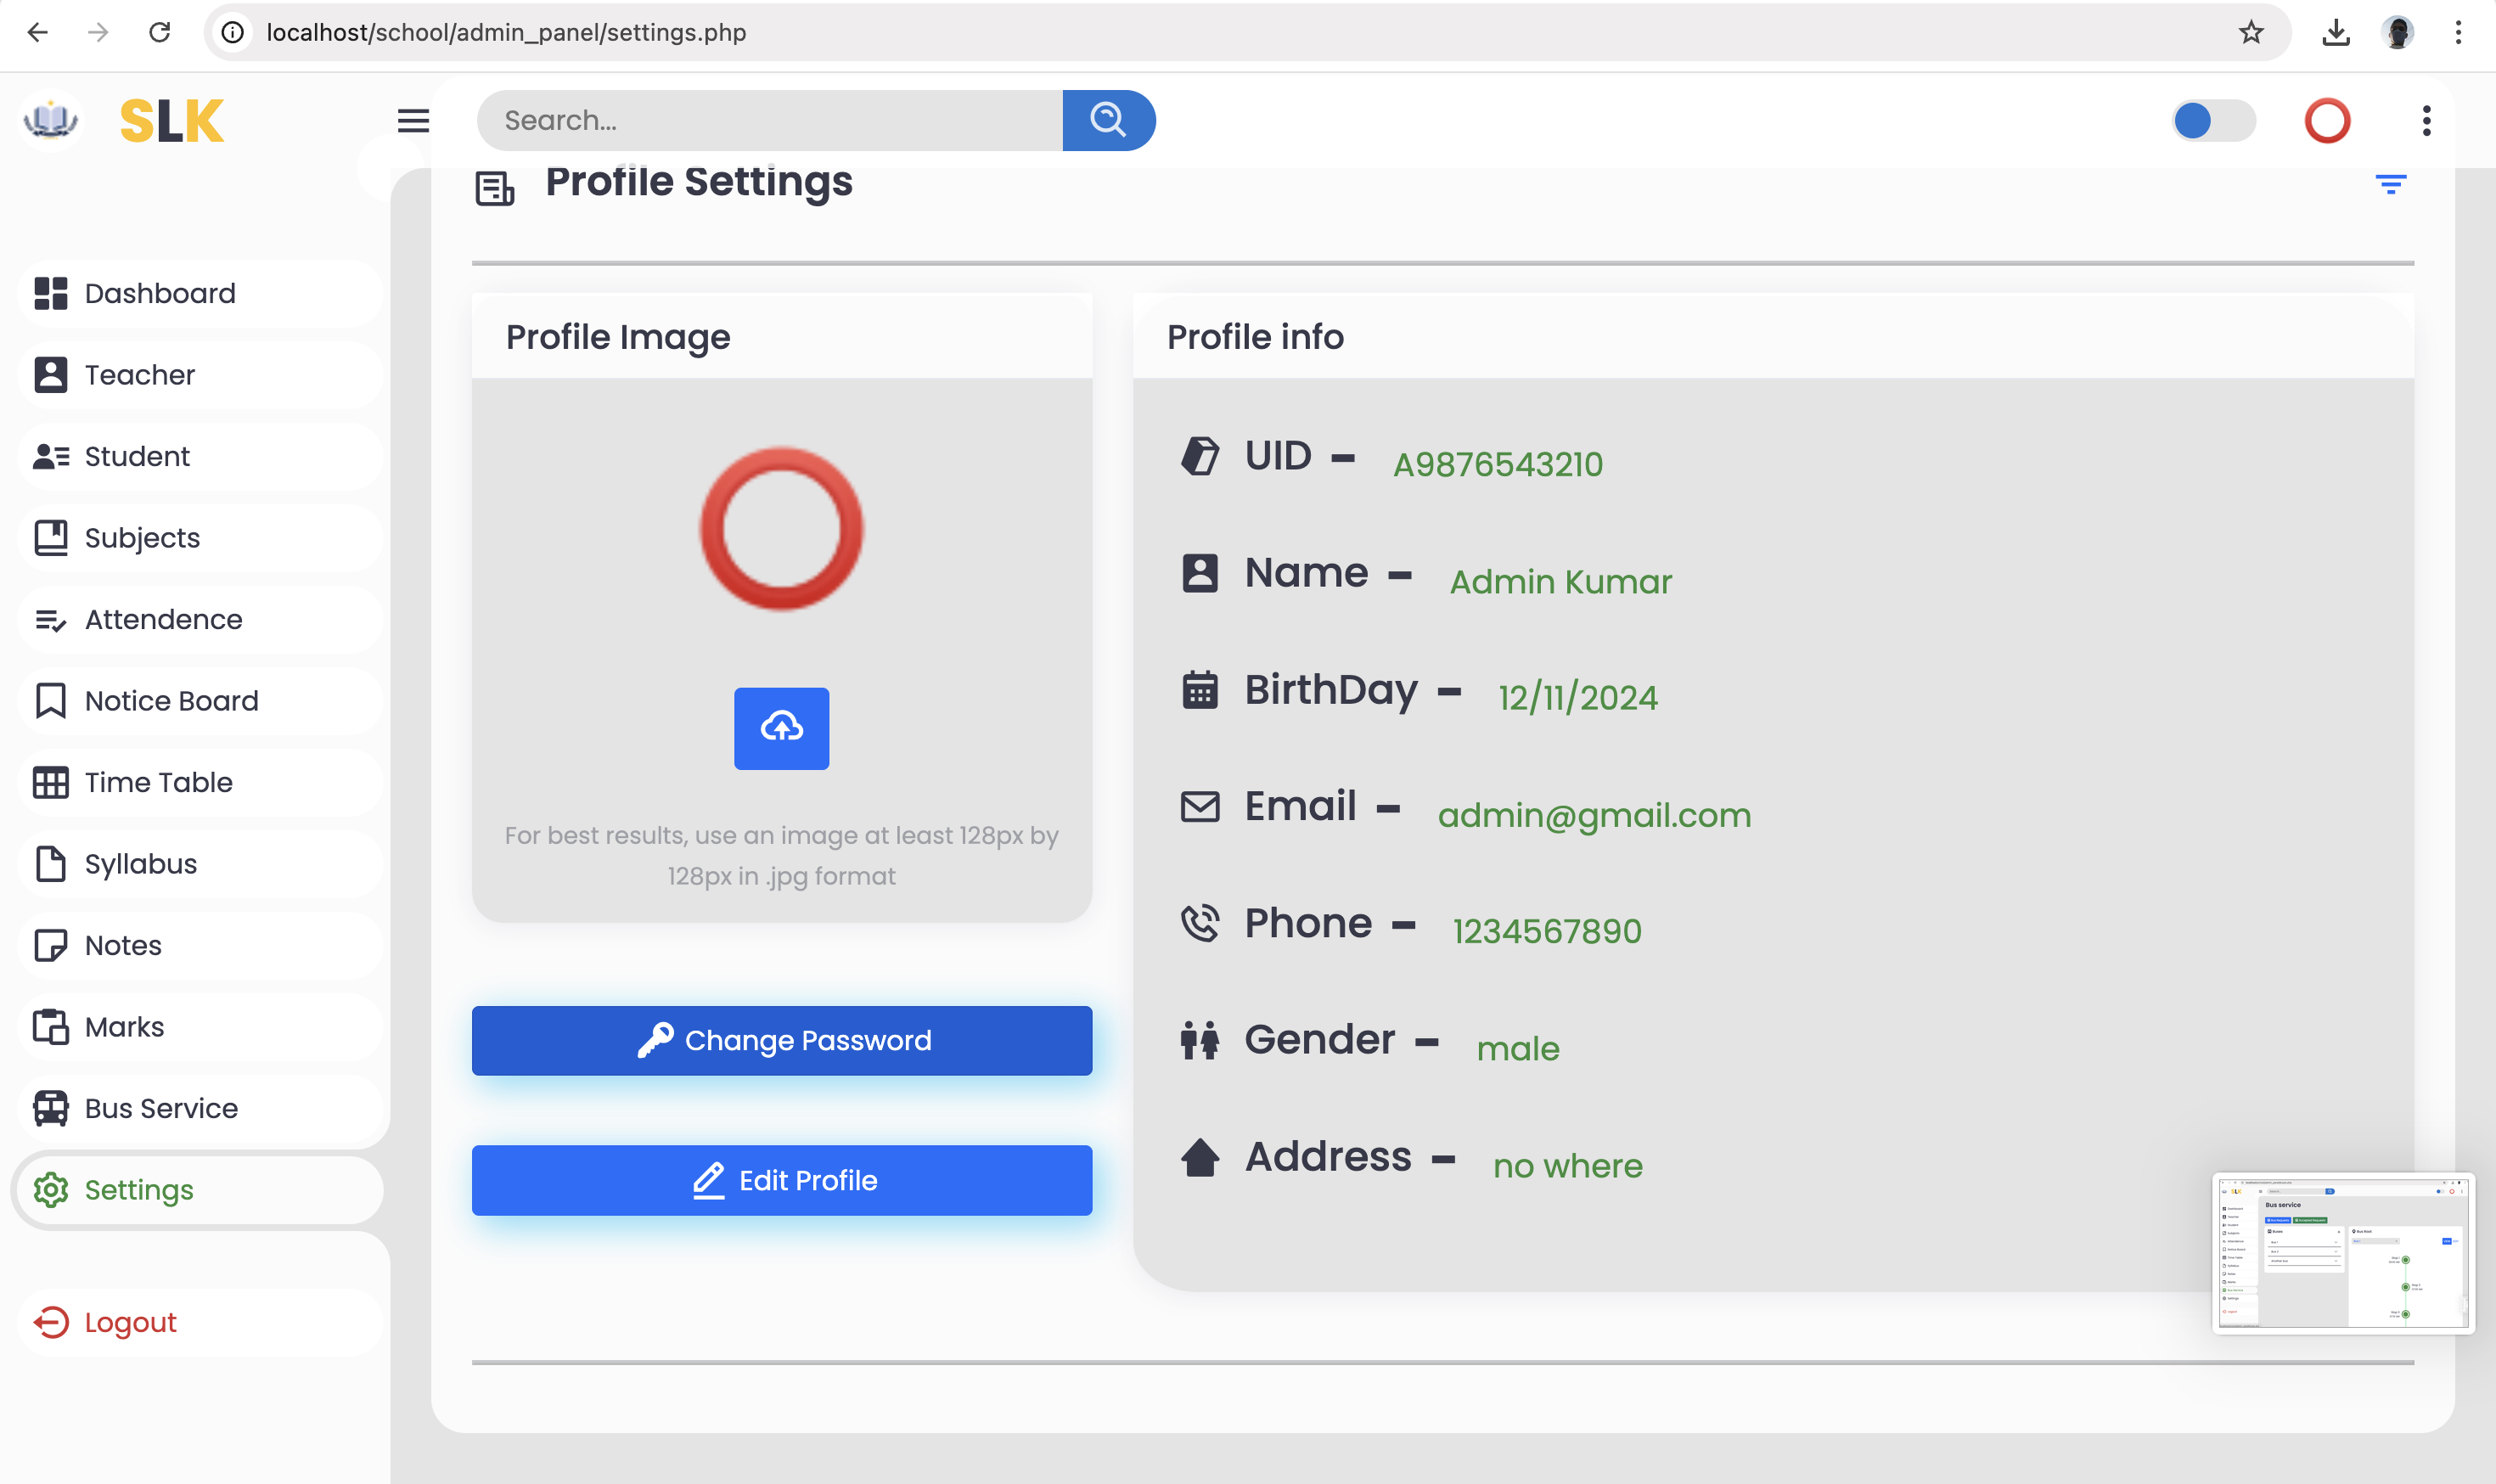 localhost/school/admin_panel/settings.php
SLK
Search...
Profile Settings
Dashboard
Teacher
Student
Subjects
Attendence
Notice Board
Time Table
Syllabus
Notes
Marks
Bus Service
Settings
Logout
Profile Image
For best results, use an image at least 128px by
128px in .jpg format
Change Password
Edit Profile
Profile info
UID - A9876543210
Name - Admin Kumar
BirthDay - 12/11/2024
Email - admin@gmail.com
Phone - 1234567890
Gender - male
Address - no where
Bus service